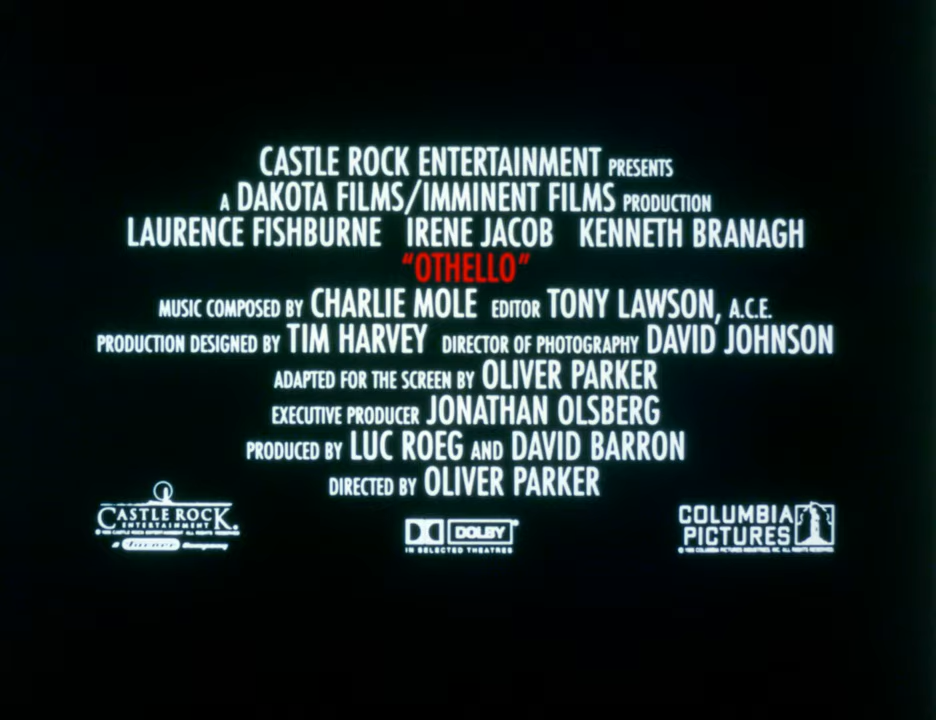 CASTLE ROCK ENTERTAINMENT PRESENTS
A DAKOTA FILMS/IMMINENT FILMS PRODUCTION
LAURENCE FISHBURNE IRENE JACOB KENNETH BRANAGH
"OTHELLO"
MUSIC COMPOSED BY CHARLIE MOLE EDITOR TONY LAWSON, A.C.E.
PRODUCTION DESIGNED BY TIM HARVEY DIRECTOR OF PHOTOGRAPHY DAVID JOHNSON
ADAPTED FOR THE SCREEN BY OLIVER PARKER
EXECUTIVE PRODUCER JONATHAN OLSBERG
PRODUCED BY LUC ROEG AND DAVID BARRON
DIRECTED BY OLIVER PARKER
CASTLE ROCK
ENTERTAINMENT
A Turner Company
DOLBY
IN SELECTED THEATRES
COLUMBIA
PICTURES